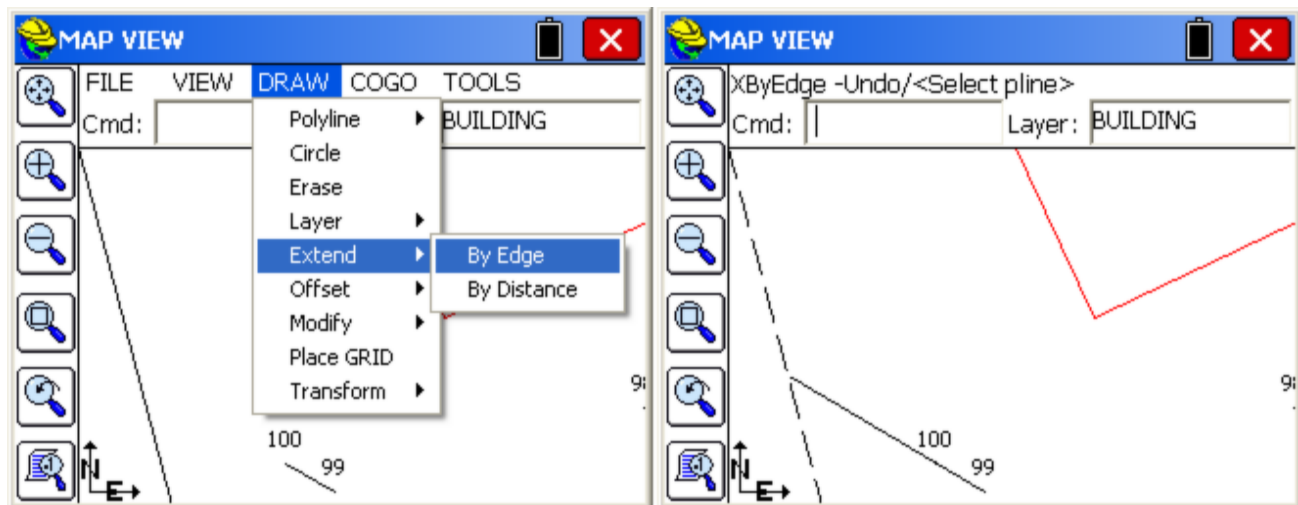 MAP VIEW
FILE VIEW DRAW COGO TOOLS
Cmd: BUILDING
Polyline
Circle
Erase
Layer
Extend
By Edge
Offset
By Distance
Modify
Place GRID
Transform
100
99
N
E
MAP VIEW
XByEdge -Undo/<Select pline>
Cmd: Layer: BUILDING
100
99
N
E